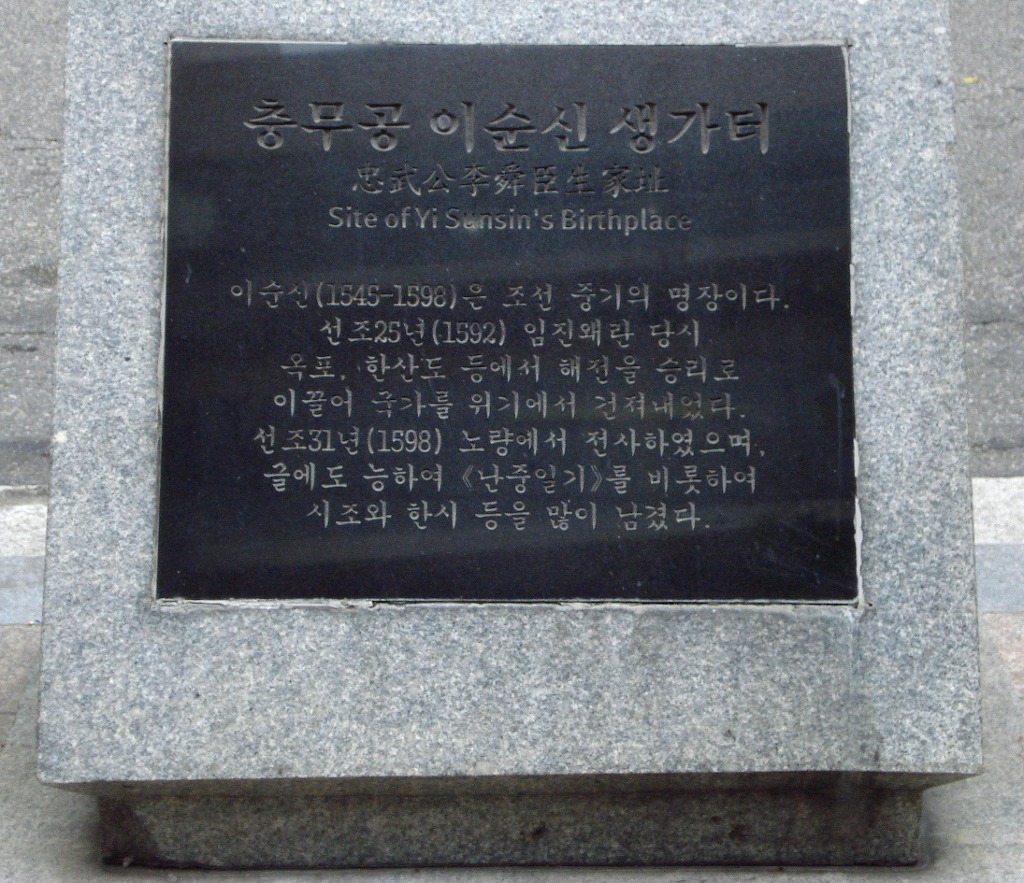 충무공 이순신 생가터
忠武公李舜臣生家址
Site of Yi Sunsin's Birthplace
이순신(1545-1598)은 조선 중기의 명장이다.
선조25년(1592) 임진왜란 당시
옥포, 한산도 등에서 해전을 승리로
이끌어 국가를 위기에서 건져내었다.
선조31년(1598) 노량에서 전사하였으며,
글에도 능하여 《난중일기》를 비롯하여
시조와 한시 등을 많이 남겼다.